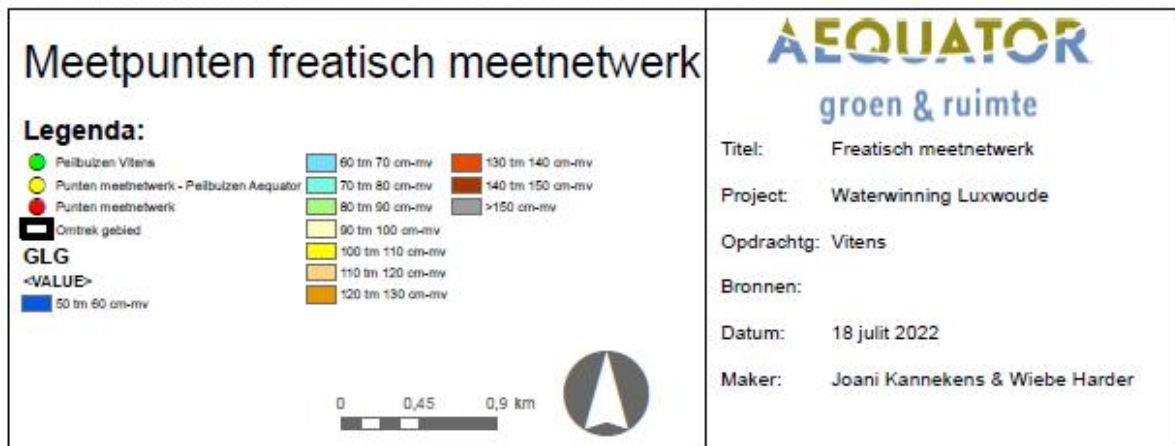 Meetpunten freatisch meetnetwerk
Legenda:
Peilbuizen Vitens
Punten meetnetwerk - Peilbuizen Aequator
Punten meetnetwerk
Omtrek gebied
GLG
<VALUE>
50 tm 60 cm-mv
60 tm 70 cm-mv
70 tm 80 cm-mv
80 tm 90 cm-mv
90 tm 100 cm-mv
100 tm 110 cm-mv
110 tm 120 cm-mv
120 tm 130 cm-mv
130 tm 140 cm-mv
140 tm 150 cm-mv
>150 cm-mv
0 0,45 0,9 km
AEQUATOR
groen & ruimte
Titel: Freatisch meetnetwerk
Project: Waterwinning Luxwoude
Opdrachtg: Vitens
Bronnen:
Datum: 18 julit 2022
Maker: Joani Kannekens & Wiebe Harder